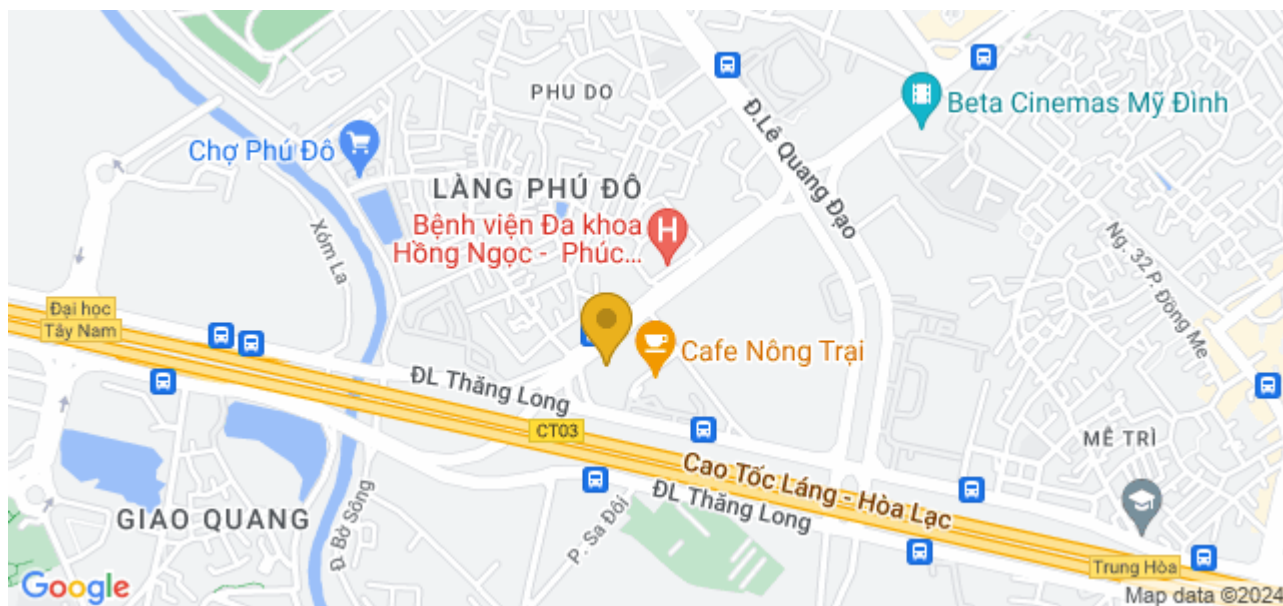 PHU DO
Đ.Lê Quang Đạo
Beta Cinemas Mỹ Đình
Chợ Phú Đô
LÀNG PHÚ ĐÔ
Bệnh viện Đa khoa
Hồng Ngọc - Phúc...
Xóm La
Ng. 32 P. Đồng Me
Đại học
Tây Nam
Cafe Nông Trại
ĐL Thăng Long
CT03
MỄ TRÌ
Cao Tốc Láng - Hòa Lạc
ĐL Thăng Long
GIAO QUANG
Đ. Bờ Sông
P. Sa Đôi
Trung Hòa
Google
Map data ©2024